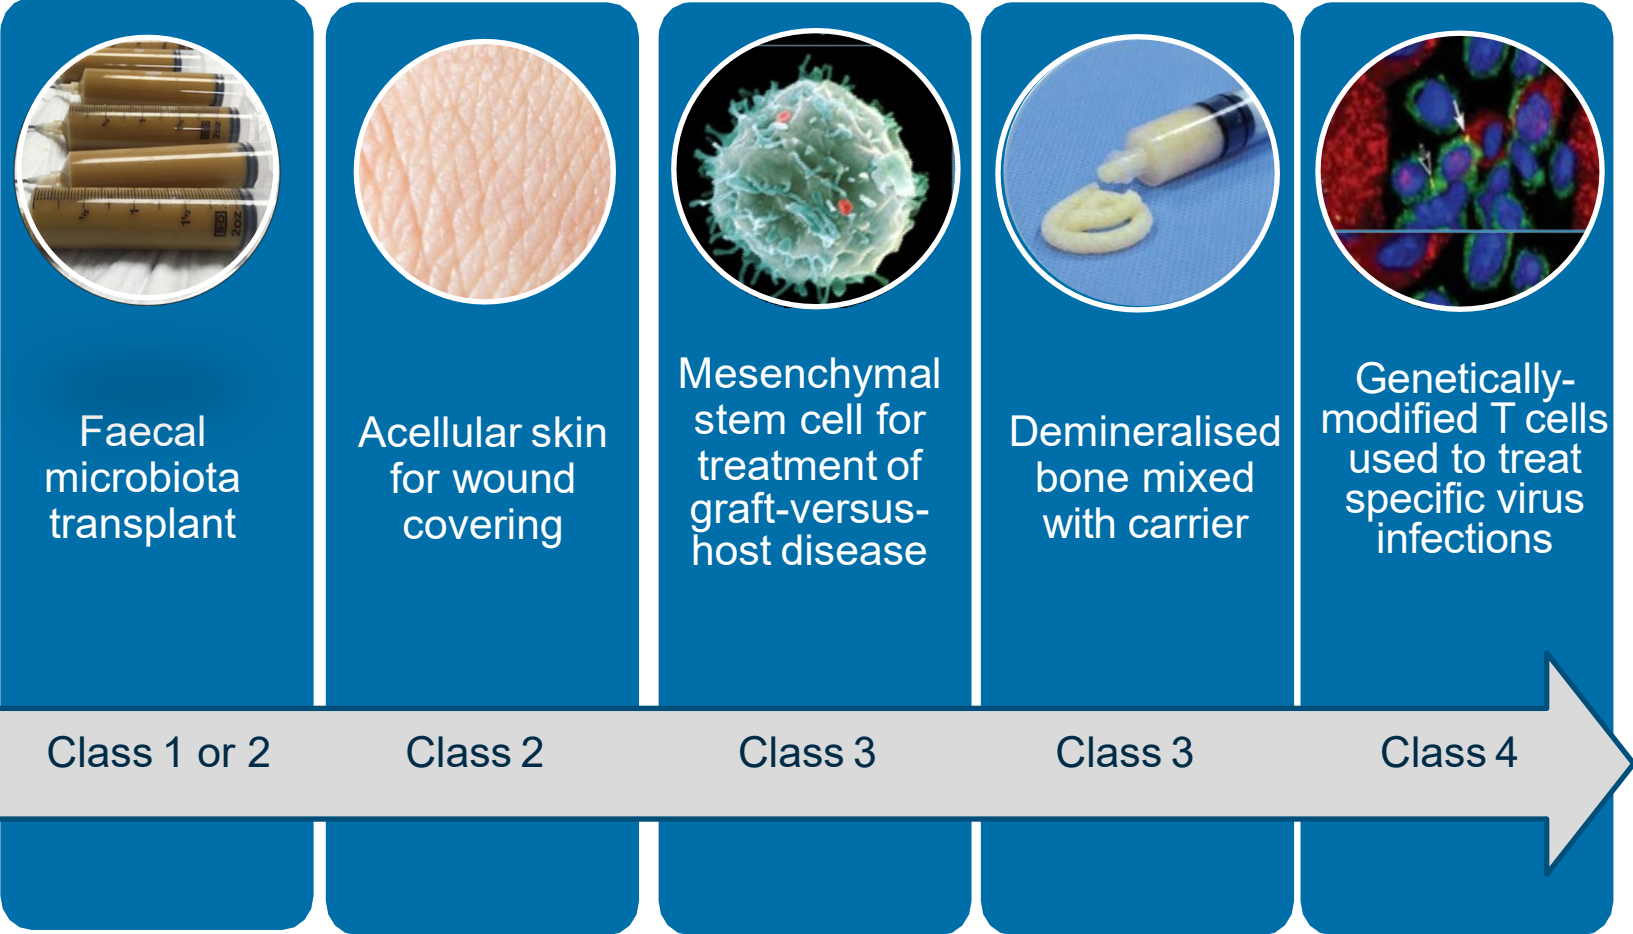 Faecal
microbiota
transplant
Acellular skin
for wound
covering
Mesenchymal
stem cell for
treatment of
graft-versus-
host disease
Demineralised
bone mixed
with carrier
Genetically-
modified T cells
used to treat
specific virus
infections
Class 1 or 2
Class 2
Class 3
Class 3
Class 4